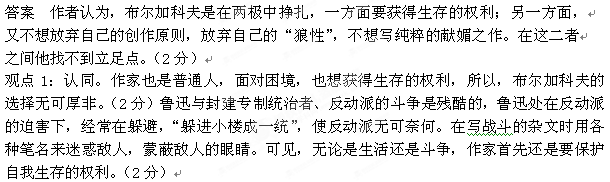 答案　作者认为，布尔加科夫是在两极中挣扎，一方面要获得生存的权利；另一方面，
又不想放弃自己的创作原则，放弃自己的“狼性”，不想写纯粹的献媚之作。在这二者
之间他找不到立足点。（2分）
观点 1：认同。作家也是普通人，面对困境，也想获得生存的权利，所以，布尔加科夫的
选择无可厚非。（2分）鲁迅与封建专制统治者、反动派的斗争是残酷的，鲁迅处在反动派
的迫害下，经常在躲避，“躲进小楼成一统”，使反动派无可奈何。在写战斗的杂文时用各
种笔名来迷惑敌人，蒙蔽敌人的眼睛。可见，无论是生活还是斗争，作家首先还是要保护
自我生存的权利。（2分）